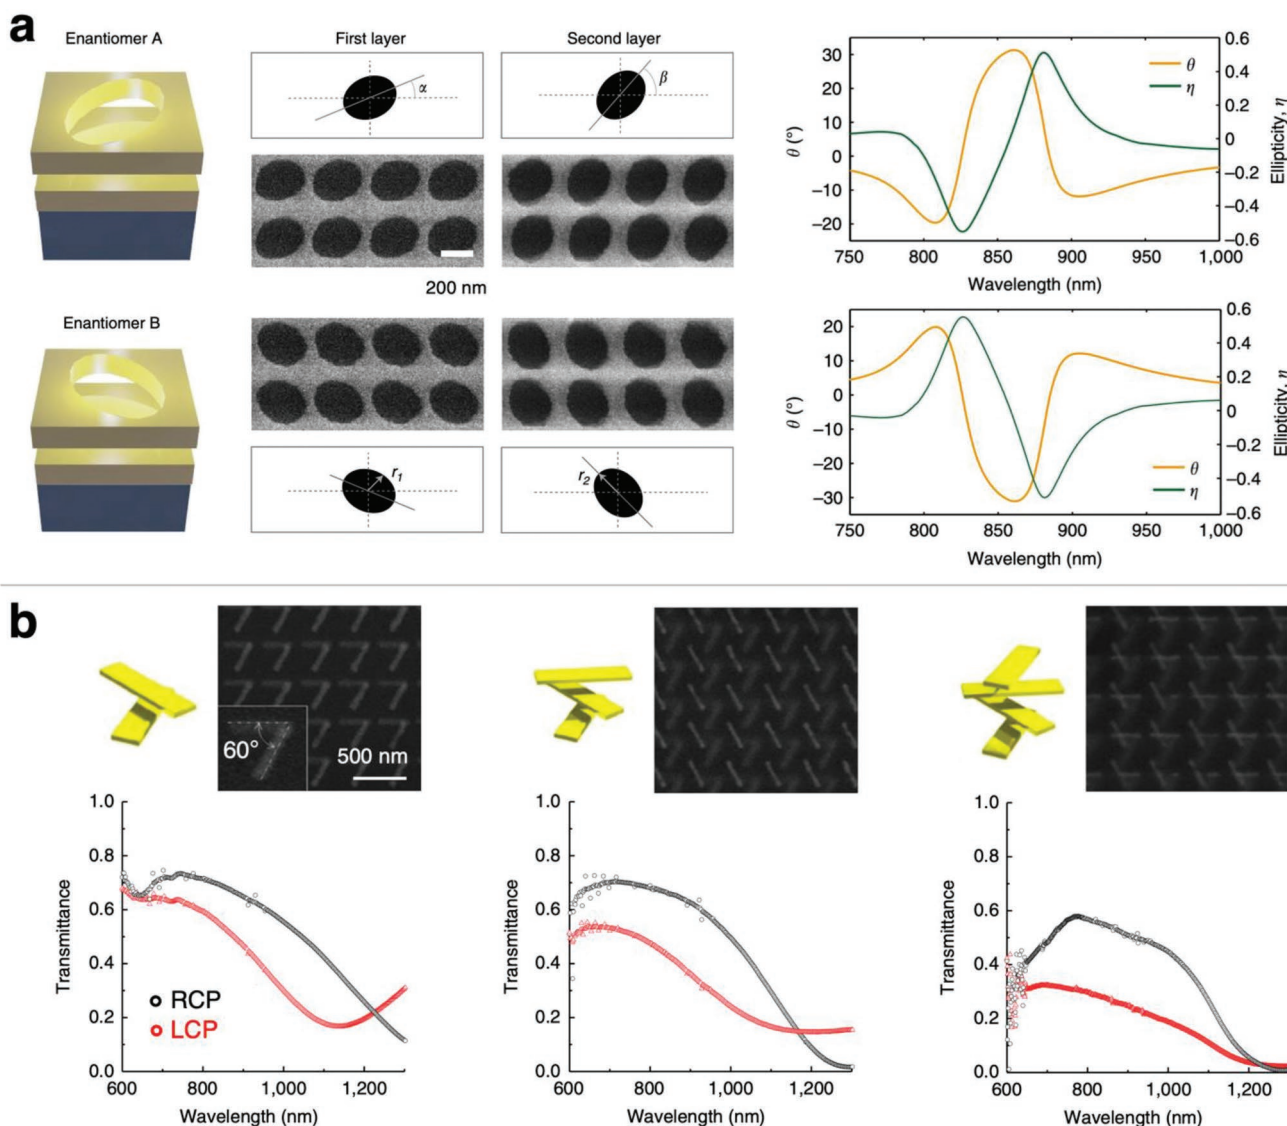 a
Enantiomer A
First layer
Second layer
α
β
200 nm
30
20
10
0
–10
–20
θ (°)
0.6
0.4
0.2
0
–0.2
–0.4
–0.6
Ellipticity, η
θ
η
750 800 850 900 950 1,000
Wavelength (nm)
Enantiomer B
r1
r2
20
10
0
–10
–20
–30
θ (°)
0.6
0.4
0.2
0
–0.2
–0.4
–0.6
Ellipticity, η
θ
η
750 800 850 900 950 1,000
Wavelength (nm)
b
60°
500 nm
1.0
0.8
0.6
0.4
0.2
0.0
Transmittance
RCP
LCP
600 800 1,000 1,200
Wavelength (nm)
1.0
0.8
0.6
0.4
0.2
0.0
Transmittance
600 800 1,000 1,200
Wavelength (nm)
1.0
0.8
0.6
0.4
0.2
0.0
Transmittance
600 800 1,000 1,200
Wavelength (nm)